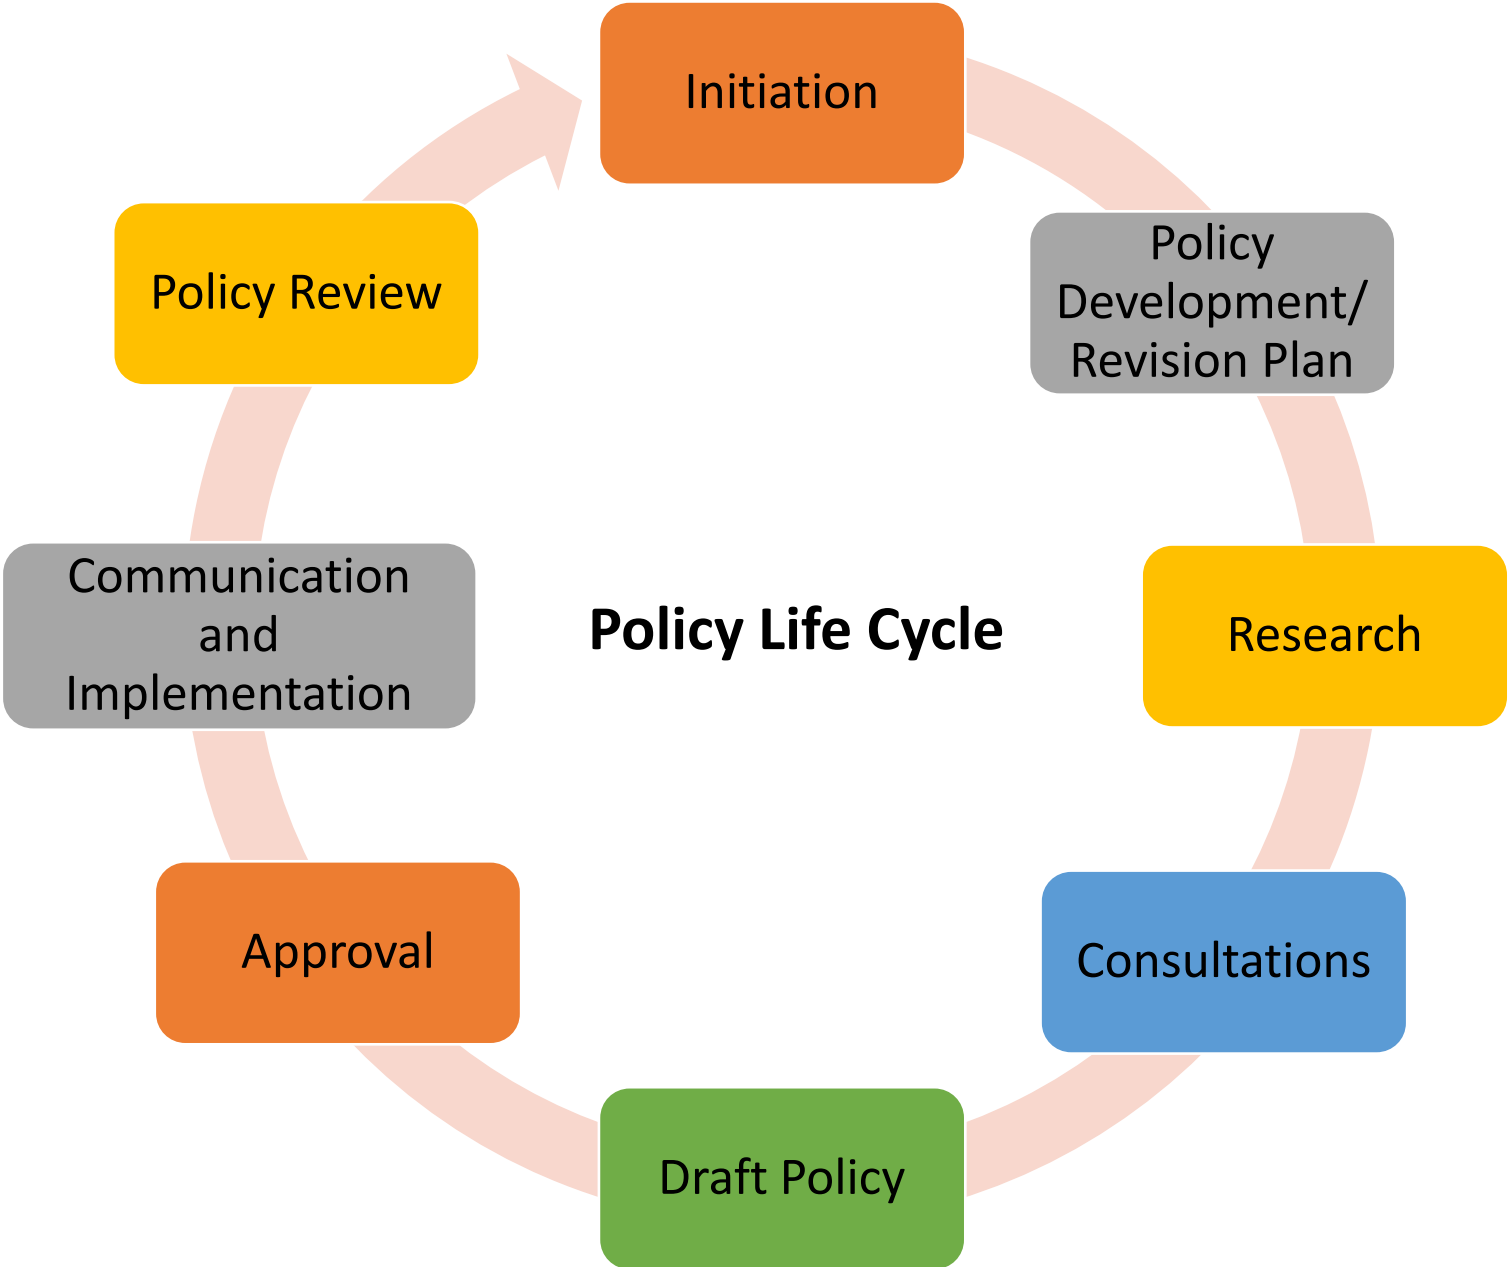 Initiation
Policy
Development/
Revision Plan
Research
Consultations
Draft Policy
Approval
Communication
and
Implementation
Policy Review
Policy Life Cycle